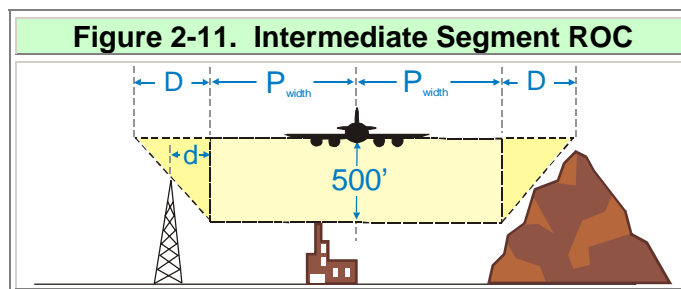 Figure 2-11. Intermediate Segment ROC
D P width P width D
d
500’